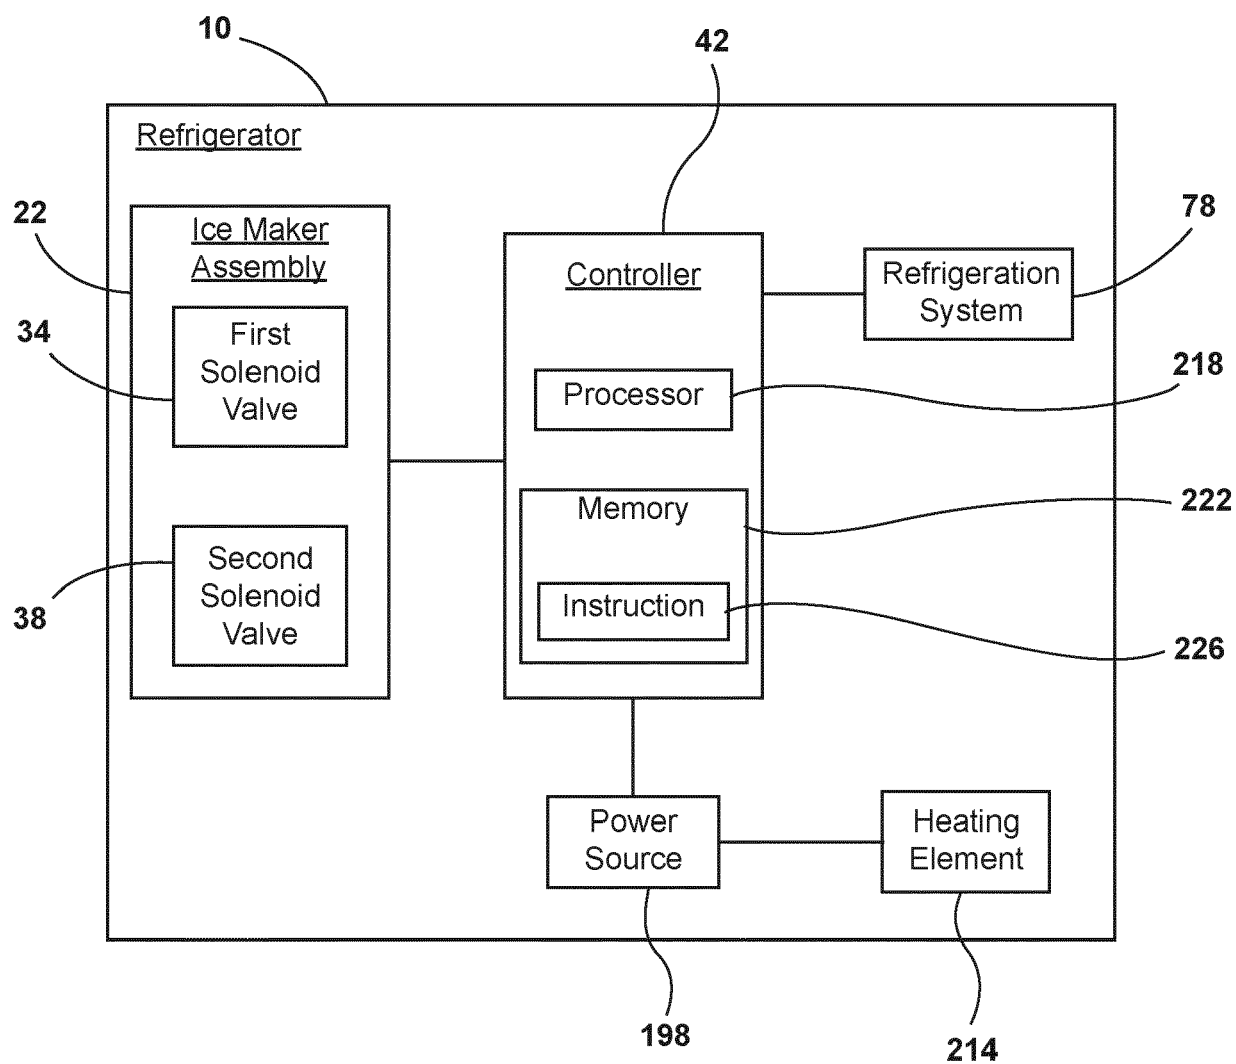 10
42
Refrigerator
22
Ice Maker
Assembly
78
Controller
Refrigeration
System
34
First
Solenoid
Valve
218
Processor
222
Memory
38
Second
Solenoid
Valve
Instruction
226
Power
Source
Heating
Element
198
214